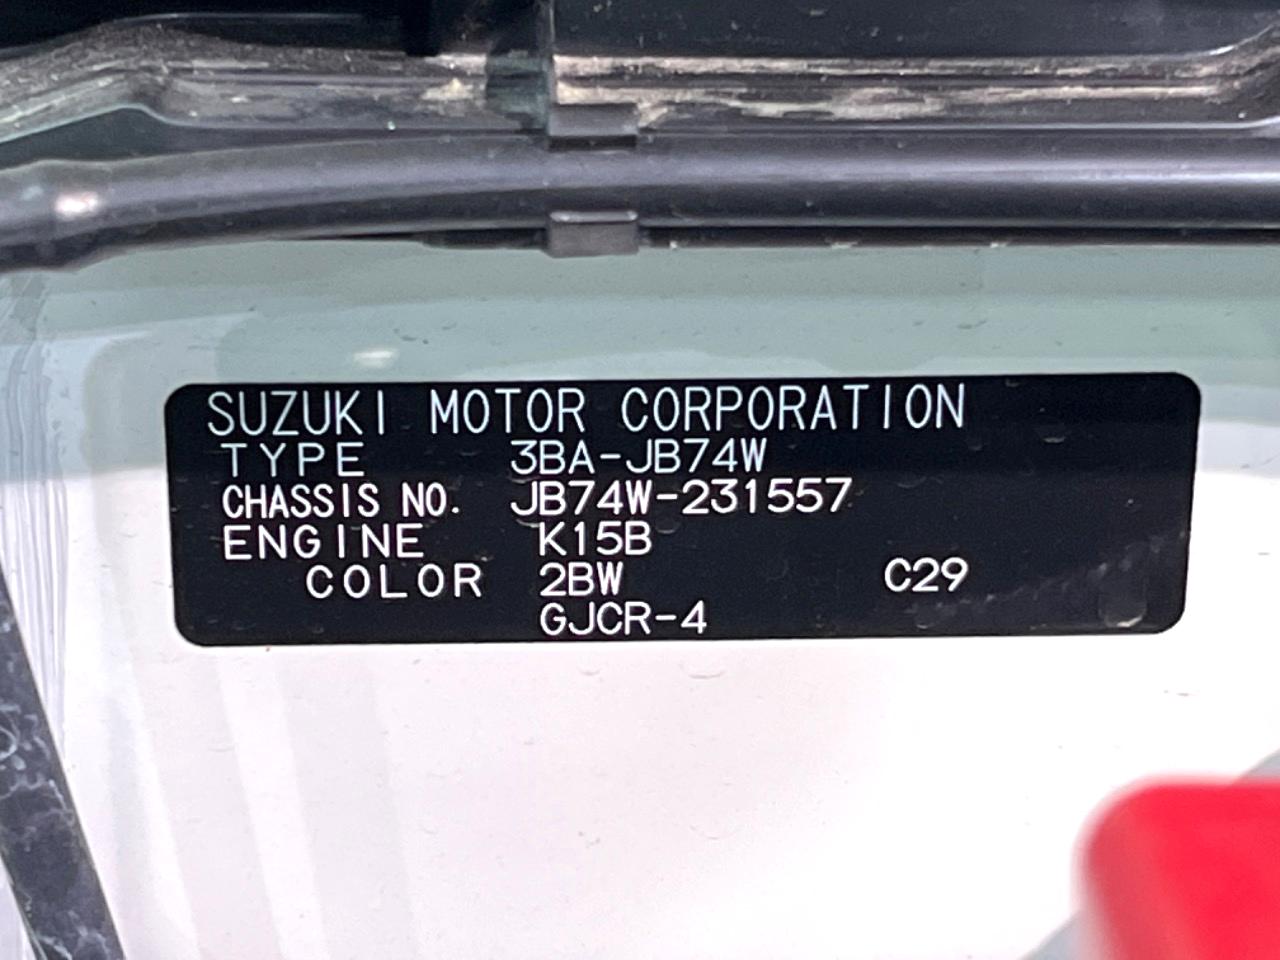 SUZUKI MOTOR CORPORATION
TYPE 3BA-JB74W
CHASSIS NO. JB74W-231557
ENGINE K15B
COLOR 2BW C29
GJCR-4